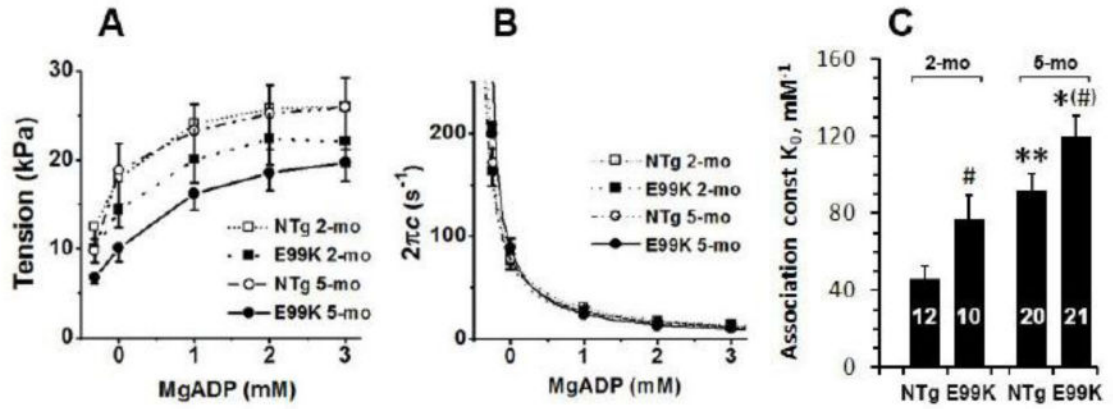 A
Tension (kPa)
30
20
10
0
NTg 2-mo
E99K 2-mo
NTg 5-mo
E99K 5-mo
0 1 2 3
MgADP (mM)
B
2πc (s⁻¹)
200
100
0
NTg 2-mo
E99K 2-mo
NTg 5-mo
E99K 5-mo
0 1 2 3
MgADP (mM)
C
Association const K₀, mM⁻¹
160
120
80
40
0
2-mo 5-mo
*(#)
**
#
12 10 20 21
NTg E99K NTg E99K